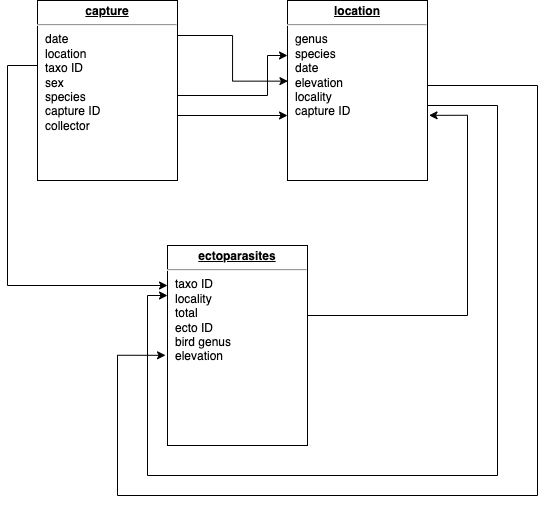 capture
date
location
taxo ID
sex
species
capture ID
collector
location
genus
species
date
elevation
locality
capture ID
ectoparasites
taxo ID
locality
total
ecto ID
bird genus
elevation